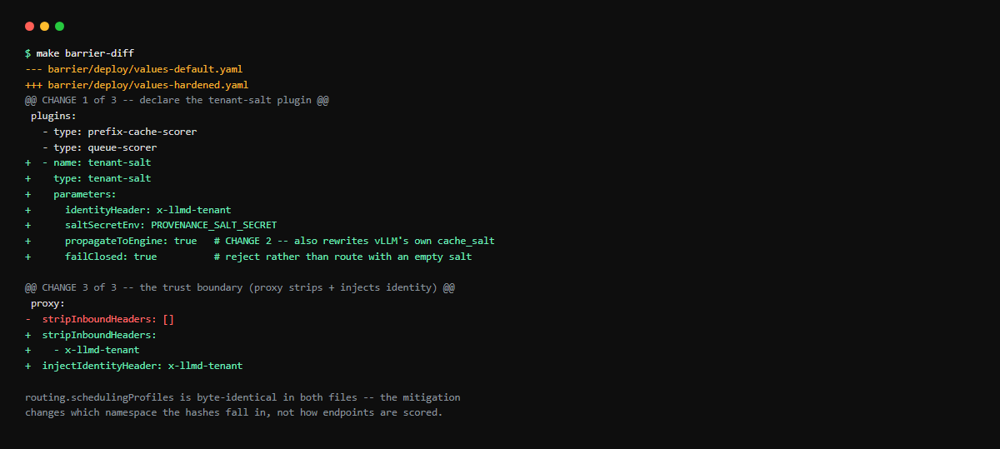 $ make barrier-diff
--- barrier/deploy/values-default.yaml
+++ barrier/deploy/values-hardened.yaml
@@ CHANGE 1 of 3 -- declare the tenant-salt plugin @@
 plugins:
   - type: prefix-cache-scorer
   - type: queue-scorer
+  - name: tenant-salt
+    type: tenant-salt
+    parameters:
+      identityHeader: x-llmd-tenant
+      saltSecretEnv: PROVENANCE_SALT_SECRET
+      propagateToEngine: true   # CHANGE 2 -- also rewrites vLLM's own cache_salt
+      failClosed: true          # reject rather than route with an empty salt
@@ CHANGE 3 of 3 -- the trust boundary (proxy strips + injects identity) @@
 proxy:
-  stripInboundHeaders: []
+  stripInboundHeaders:
+    - x-llmd-tenant
+  injectIdentityHeader: x-llmd-tenant
routing.schedulingProfiles is byte-identical in both files -- the mitigation
changes which namespace the hashes fall in, not how endpoints are scored.